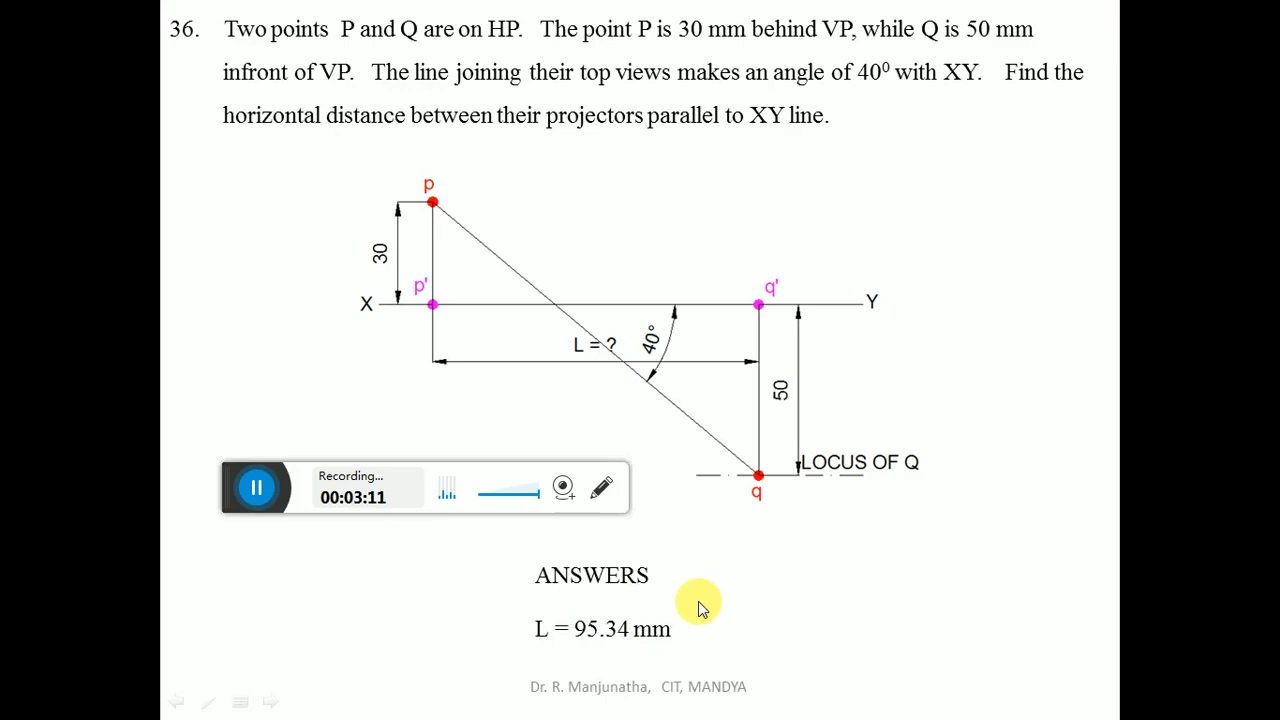 36. Two points P and Q are on HP. The point P is 30 mm behind VP, while Q is 50 mm
infront of VP. The line joining their top views makes an angle of 40⁰ with XY. Find the
horizontal distance between their projectors parallel to XY line.
p
30
p'
q'
X
Y
L = ?
40°
50
LOCUS OF Q
q
Recording...
00:03:11
ANSWERS
L = 95.34 mm
Dr. R. Manjunatha, CIT, MANDYA